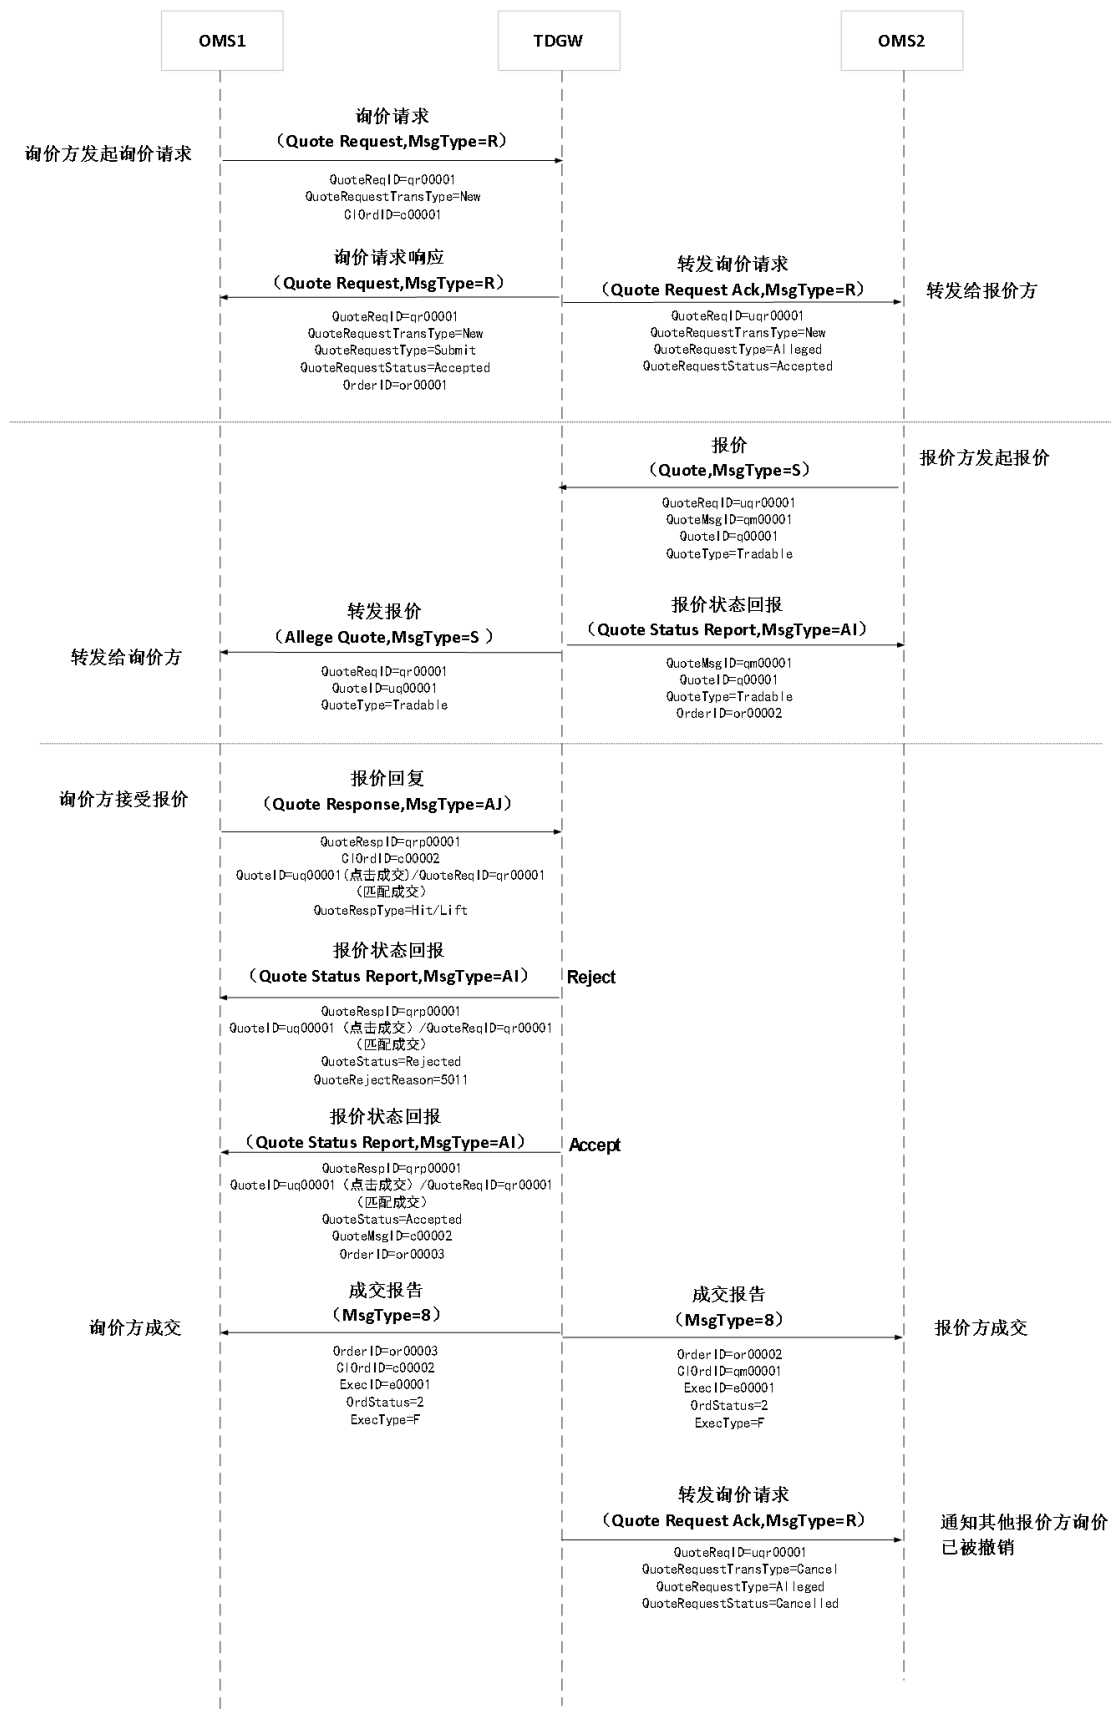 OMS1
TDGW
OMS2
询价请求
（Quote Request,MsgType=R）
询价方发起询价请求
QuoteReqID=qr00001
QuoteRequestTransType=New
ClOrdID=c00001
询价请求响应
（Quote Request,MsgType=R）
QuoteReqID=qr00001
QuoteRequestTransType=New
QuoteRequestType=Submit
QuoteRequestStatus=Accepted
OrderID=or00001
转发询价请求
（Quote Request Ack,MsgType=R）
转发给报价方
QuoteReqID=uqr00001
QuoteRequestTransType=New
QuoteRequestType=Alleged
QuoteRequestStatus=Accepted
报价
（Quote,MsgType=S）
报价方发起报价
QuoteReqID=uqr00001
QuoteMsgID=qm00001
QuoteID=q00001
QuoteType=Tradable
转发报价
（Allege Quote,MsgType=S ）
转发给询价方
QuoteReqID=qr00001
QuoteID=uq00001
QuoteType=Tradable
报价状态回报
（Quote Status Report,MsgType=AI）
QuoteMsgID=qm00001
QuoteID=q00001
QuoteType=Tradable
OrderID=or00002
报价回复
（Quote Response,MsgType=AJ）
询价方接受报价
QuoteRespID=qrp00001
ClOrdID=c00002
QuoteID=uq00001(点击成交)/QuoteReqID=qr00001
（匹配成交）
QuoteRespType=Hit/Lift
报价状态回报
（Quote Status Report,MsgType=AI）
Reject
QuoteRespID=qrp00001
QuoteID=uq00001（点击成交）/QuoteReqID=qr00001
（匹配成交）
QuoteStatus=Rejected
QuoteRejectReason=5011
报价状态回报
（Quote Status Report,MsgType=AI）
Accept
QuoteRespID=qrp00001
QuoteID=uq00001（点击成交）/QuoteReqID=qr00001
（匹配成交）
QuoteStatus=Accepted
QuoteMsgID=c00002
OrderID=or00003
成交报告
（MsgType=8）
询价方成交
OrderID=or00003
ClOrdID=c00002
ExecID=e00001
OrdStatus=2
ExecType=F
成交报告
（MsgType=8）
报价方成交
OrderID=or00002
ClOrdID=qm00001
ExecID=e00001
OrdStatus=2
ExecType=F
转发询价请求
（Quote Request Ack,MsgType=R）
通知其他报价方询价
已被撤销
QuoteReqID=uqr00001
QuoteRequestTransType=Cancel
QuoteRequestType=Alleged
QuoteRequestStatus=Cancelled